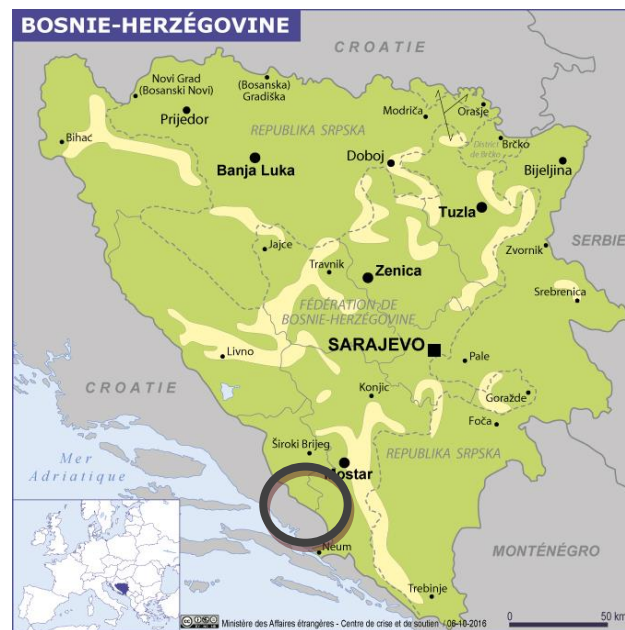 BOSNIE-HERZÉGOVINE
CROATIE
Novi Grad
(Bosanski Novi)
(Bosanska)
Gradiška
Prijedor
Modriča
Orašje
Bihać
REPUBLIKA SRPSKA
District
de Brčko
Brčko
Doboj
Banja Luka
Bijeljina
Tuzla
SERBIE
Jajce
Zvornik
Travnik
Zenica
Srebrenica
FÉDÉRATION DE
BOSNIE-HERZÉGOVINE
SARAJEVO
Livno
Pale
CROATIE
Konjic
Goražde
Foča
Široki Brijeg
REPUBLIKA SRPSKA
Mer
Adriatique
Mostar
Neum
MONTÉNÉGRO
Trebinje
0 50 km
Ministère des Affaires étrangères - Centre de crise et de soutien / 06-10-2016